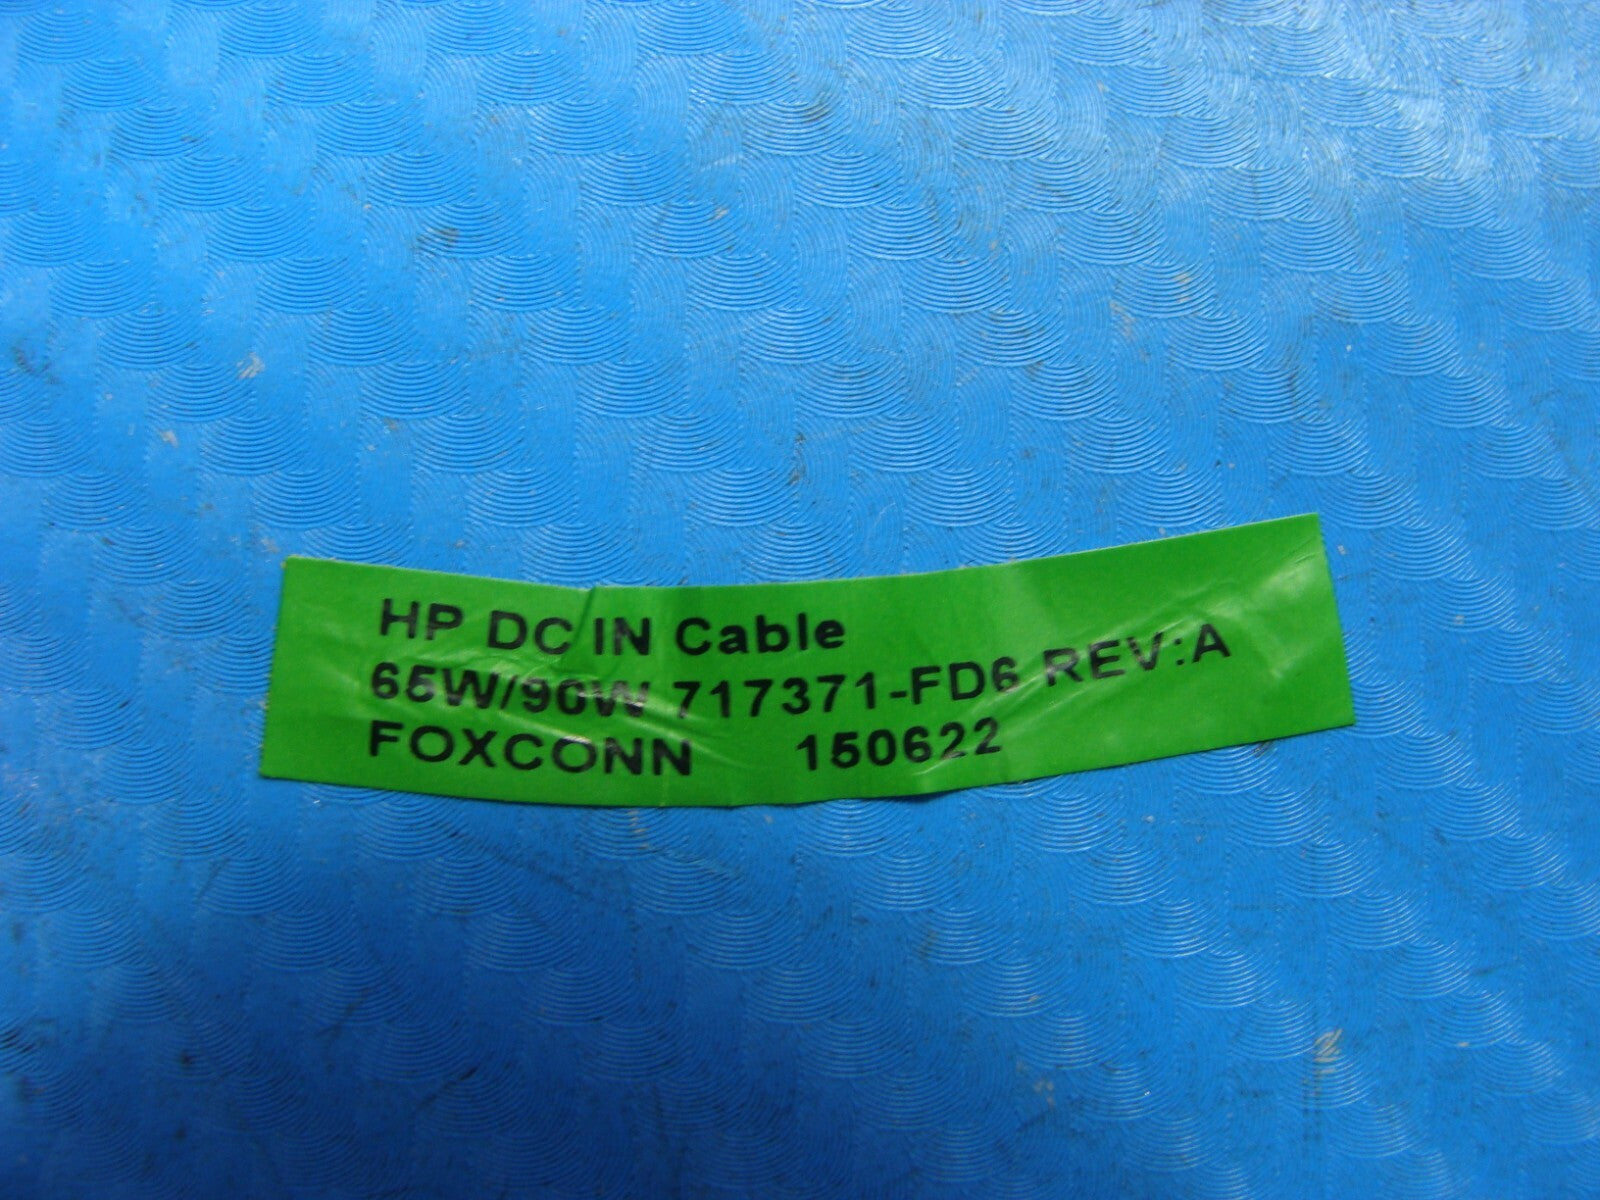 HP DC IN Cable
65W/90W 717371-FD6 REV:A
FOXCONN 150622